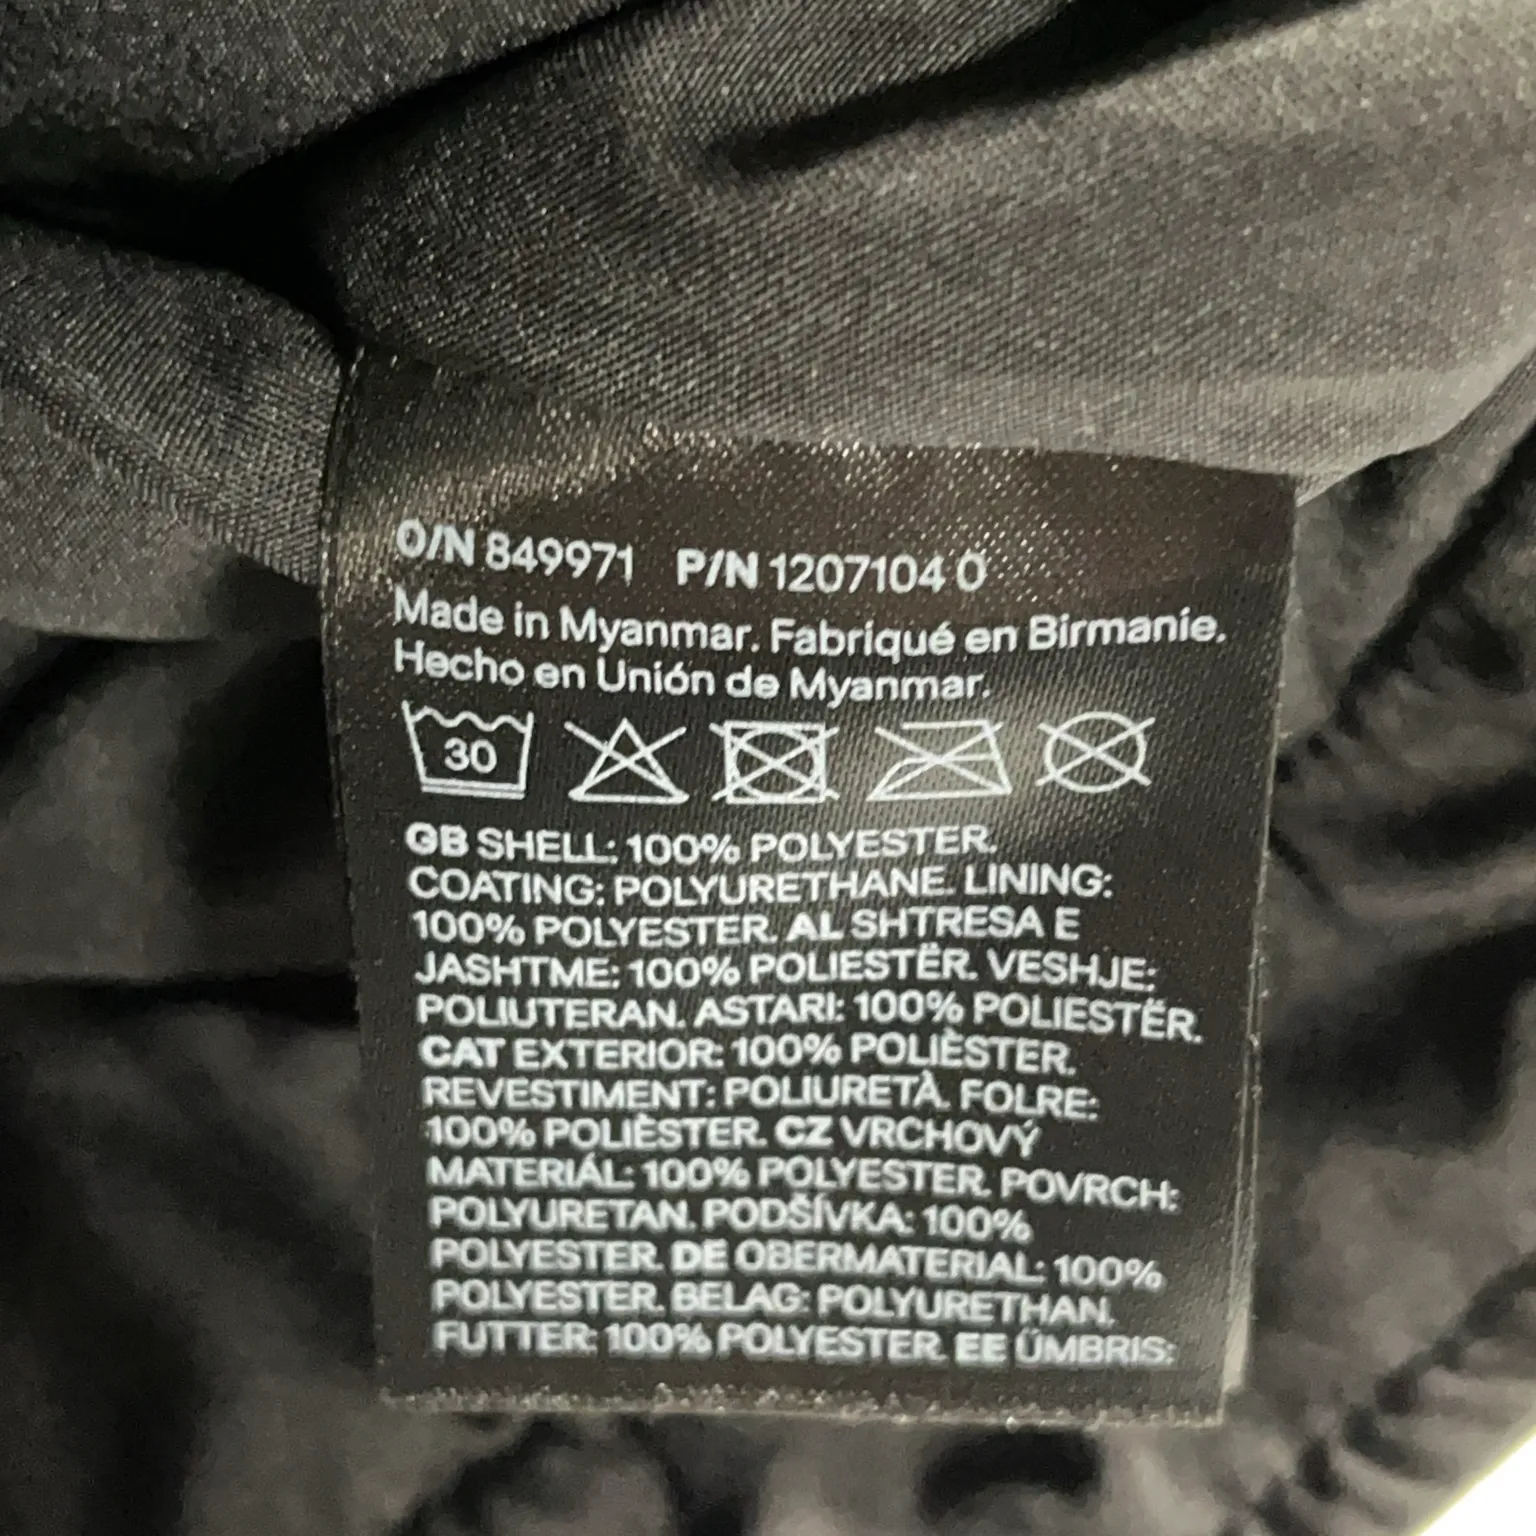 O/N 849971 P/N 1207104 0
Made in Myanmar. Fabriqué en Birmanie.
Hecho en Unión de Myanmar.
30
GB SHELL: 100% POLYESTER.
COATING: POLYURETHANE. LINING:
100% POLYESTER. AL SHTRESA E
JASHTME: 100% POLIESTËR. VESHJE:
POLIUTERAN. ASTARI: 100% POLIESTËR.
CAT EXTERIOR: 100% POLIÈSTER.
REVESTIMENT: POLIURETÀ. FOLRE:
100% POLIÈSTER. CZ VRCHOVÝ
MATERIÁL: 100% POLYESTER. POVRCH:
POLYURETAN. PODŠÍVKA: 100%
POLYESTER. DE OBERMATERIAL: 100%
POLYESTER. BELAG: POLYURETHAN.
FUTTER: 100% POLYESTER. EE ÜMBRIS: